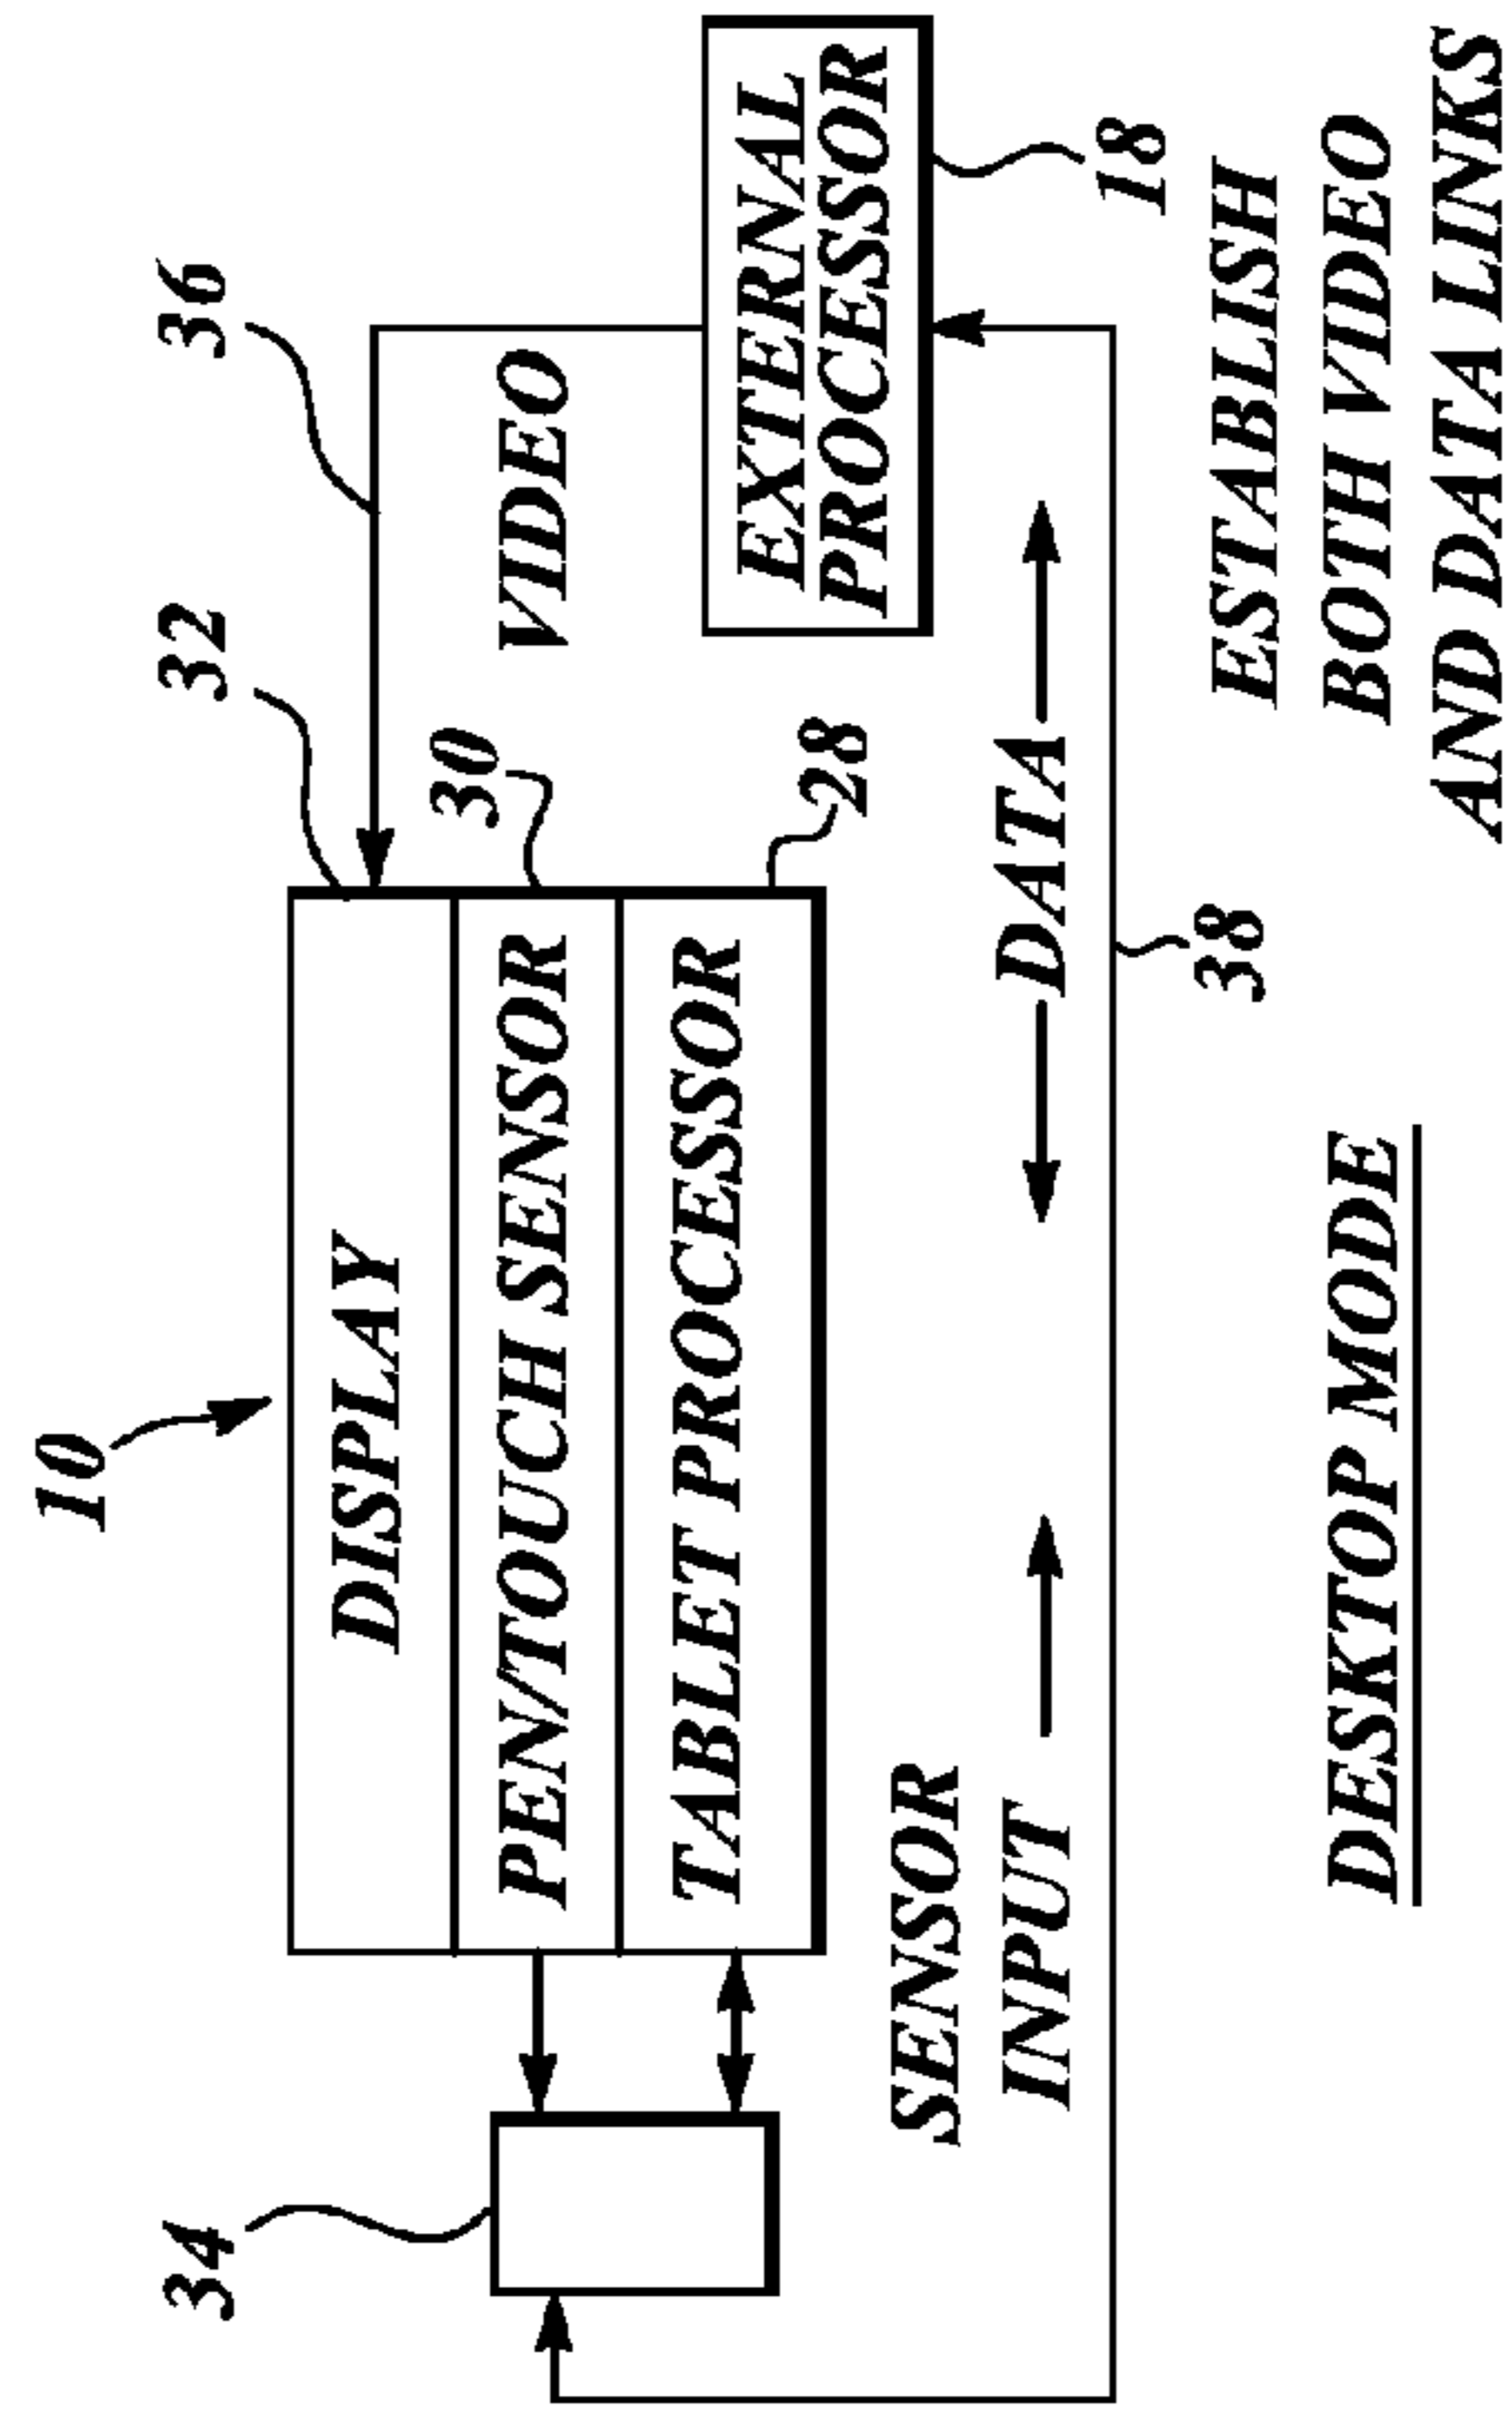 10
34
32
36
DISPLAY
30
VIDEO
PEN/TOUCH SENSOR
TABLET PROCESSOR
28
EXTERNAL
PROCESSOR
SENSOR
INPUT
DATA
18
38
ESTABLISH
BOTH VIDEO
AND DATA LINKS
DESKTOP MODE